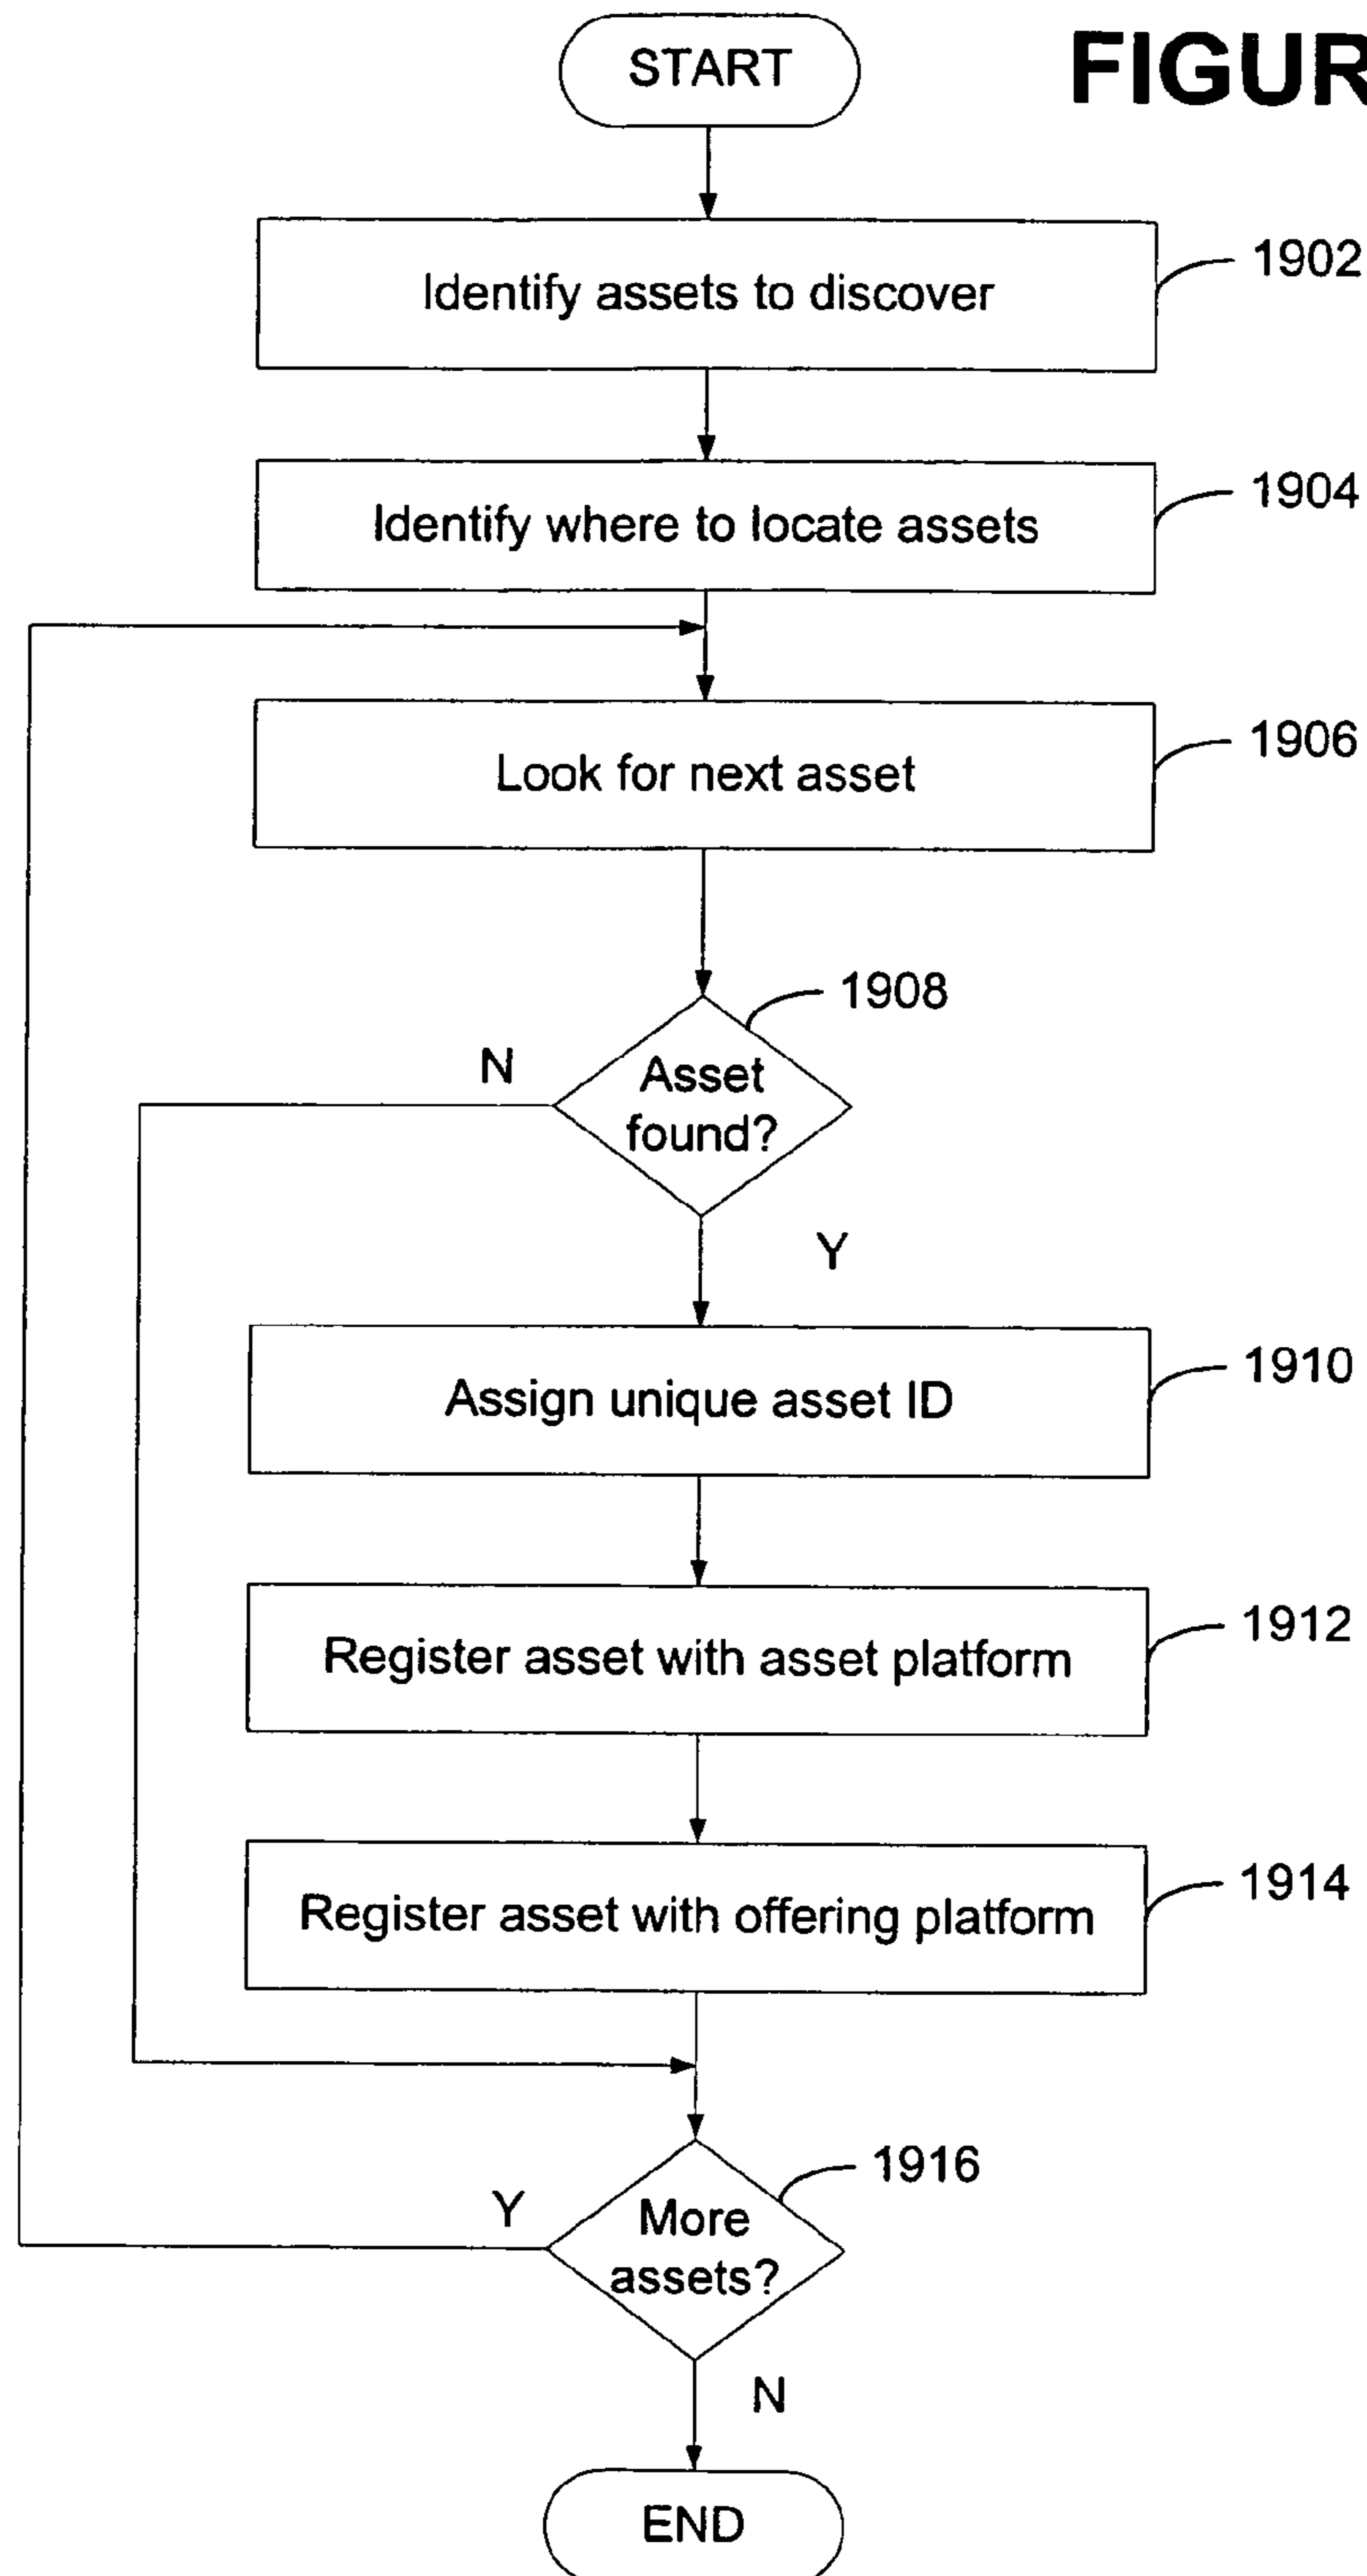 START
FIGUR
Identify assets to discover
1902
Identify where to locate assets
1904
Look for next asset
1906
1908
N
Asset
found?
Y
Assign unique asset ID
1910
Register asset with asset platform
1912
Register asset with offering platform
1914
1916
Y
More
assets?
N
END